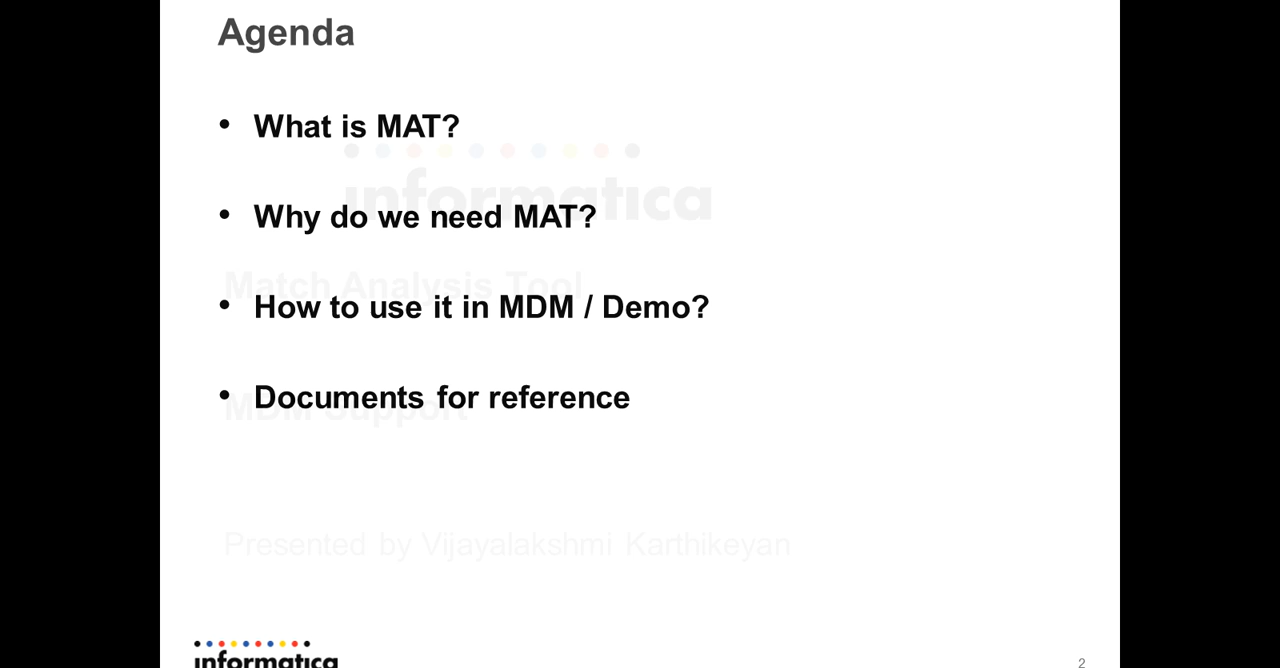 Agenda
• What is MAT?
informatica
• Why do we need MAT?
Match Analysis Tool
• How to use it in MDM / Demo?
• Documents for reference
MDM Support
Presented by Vijayalakshmi Karthikeyan
informatica
2